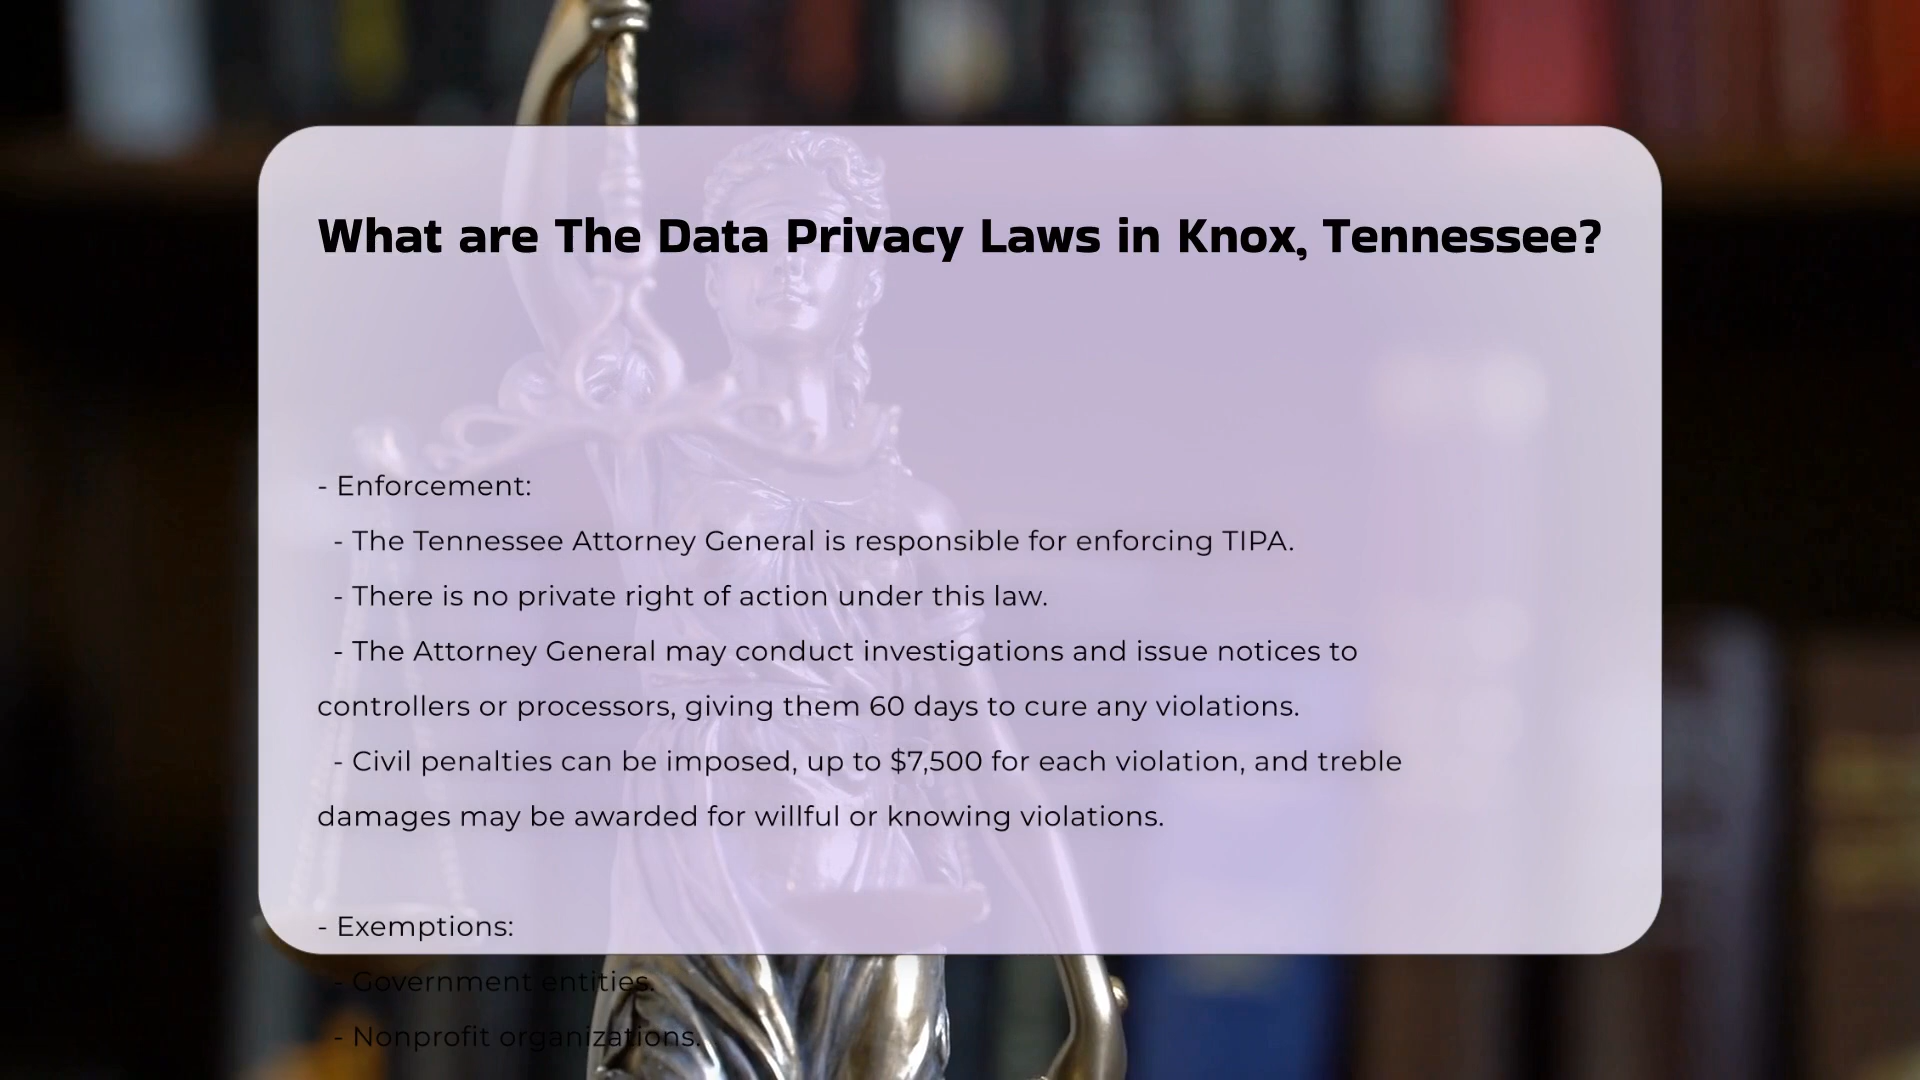 What are The Data Privacy Laws in Knox, Tennessee?
- Enforcement:
- The Tennessee Attorney General is responsible for enforcing TIPA.
- There is no private right of action under this law.
- The Attorney General may conduct investigations and issue notices to
controllers or processors, giving them 60 days to cure any violations.
- Civil penalties can be imposed, up to $7,500 for each violation, and treble
damages may be awarded for willful or knowing violations.
- Exemptions:
- Government entities.
- Nonprofit organizations.